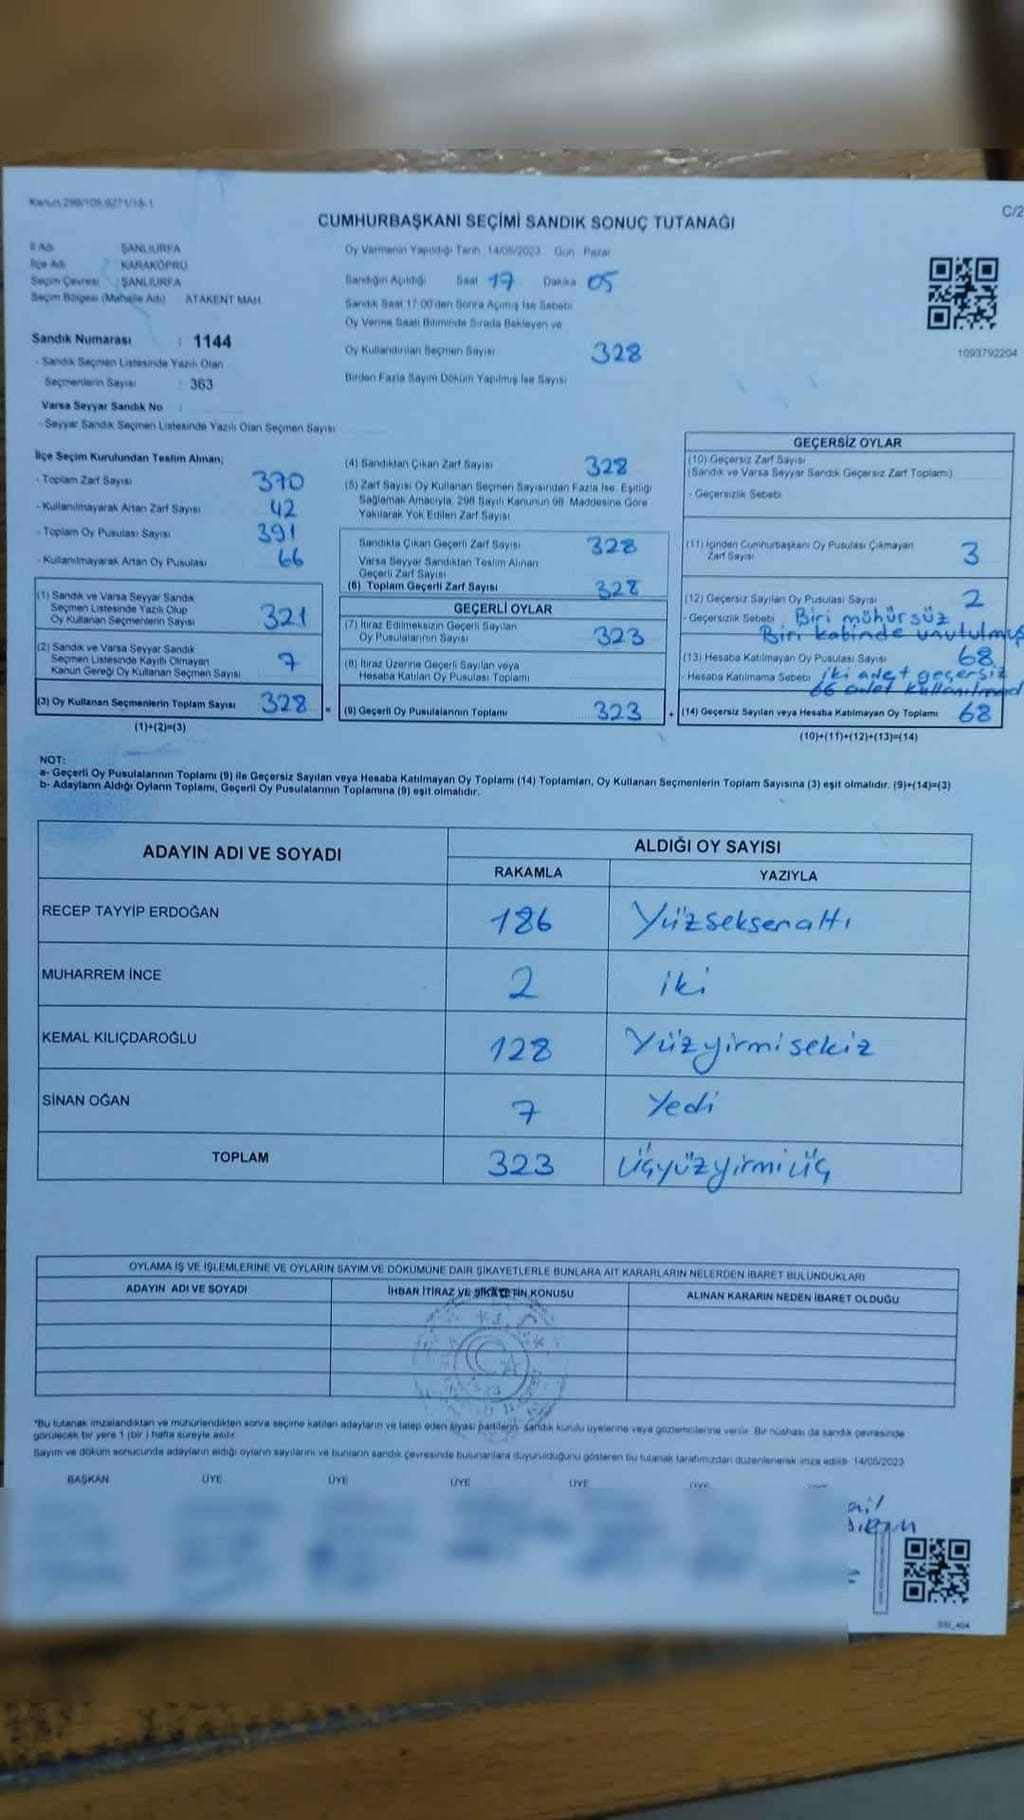 Kanun:298/105,6271/18-1
C/2
CUMHURBAŞKANI SEÇİMİ SANDIK SONUÇ TUTANAĞI
İl Adı ŞANLIURFA
İlçe Adı KARAKÖPRÜ
Seçim Çevresi : ŞANLIURFA
Seçim Bölgesi (Mahalle Adı) ATAKENT MAH.
Sandık Numarası : 1144
- Sandık Seçmen Listesinde Yazılı Olan
Seçmenlerin Sayısı : 363
Varsa Seyyar Sandık No :
- Seyyar Sandık Seçmen Listesinde Yazılı Olan Seçmen Sayısı
Oy Vermenin Yapıldığı Tarih 14/05/2023 Gün Pazar
Sandığın Açıldığı Saat 17 Dakika 05
Sandık Saat 17:00'den Sonra Açılmış İse Sebebi
Oy Verme Saati Bitiminde Sırada Bekleyen ve
Oy Kullandırılan Seçmen Sayısı 328
Birden Fazla Sayım Döküm Yapılmış İse Sayısı
1093792204
İlçe Seçim Kurulundan Teslim Alınan;
- Toplam Zarf Sayısı 370
- Kullanılmayarak Artan Zarf Sayısı 42
- Toplam Oy Pusulası Sayısı 391
- Kullanılmayarak Artan Oy Pusulası 66
(1) Sandık ve Varsa Seyyar Sandık
Seçmen Listesinde Yazılı Olup
Oy Kullanan Seçmenlerin Sayısı 321
(2) Sandık ve Varsa Seyyar Sandık
Seçmen Listesinde Kayıtlı Olmayan
Kanun Gereği Oy Kullanan Seçmen Sayısı 7
(3) Oy Kullanan Seçmenlerin Toplam Sayısı 328
(1)+(2)=(3)
(4) Sandıktan Çıkan Zarf Sayısı 328
(5) Zarf Sayısı Oy Kullanan Seçmen Sayısından Fazla İse, Eşitliği
Sağlamak Amacıyla, 298 Sayılı Kanunun 98. Maddesine Göre
Yakılarak Yok Edilen Zarf Sayısı
Sandıkta Çıkan Geçerli Zarf Sayısı 328
Varsa Seyyar Sandıktan Teslim Alınan
Geçerli Zarf Sayısı
(6) Toplam Geçerli Zarf Sayısı 328
GEÇERLİ OYLAR
(7) İtiraz Edilmeksizin Geçerli Sayılan
Oy Pusulalarının Sayısı 323
(8) İtiraz Üzerine Geçerli Sayılan veya
Hesaba Katılan Oy Pusulası Toplamı
= (9) Geçerli Oy Pusulalarının Toplamı 323
GEÇERSİZ OYLAR
(10) Geçersiz Zarf Sayısı
(Sandık ve Varsa Seyyar Sandık Geçersiz Zarf Toplamı)
- Geçersizlik Sebebi
(11) İçinden Cumhurbaşkanı Oy Pusulası Çıkmayan
Zarf Sayısı 3
(12) Geçersiz Sayılan Oy Pusulası Sayısı 2
- Geçersizlik Sebebi Biri mühürsüz
Biri kabinde unutulmuş
(13) Hesaba Katılmayan Oy Pusulası Sayısı 68
- Hesaba Katılmama Sebebi iki adet geçersiz
66 adet kullanılmad
+ (14) Geçersiz Sayılan veya Hesaba Katılmayan Oy Toplamı 68
(10)+(11)+(12)+(13)=(14)
NOT:
a- Geçerli Oy Pusulalarının Toplamı (9) ile Geçersiz Sayılan veya Hesaba Katılmayan Oy Toplamı (14) Toplamları, Oy Kullanan Seçmenlerin Toplam Sayısına (3) eşit olmalıdır. (9)+(14)=(3)
b- Adayların Aldığı Oyların Toplamı, Geçerli Oy Pusulalarının Toplamına (9) eşit olmalıdır.
ADAYIN ADI VE SOYADI ALDIĞI OY SAYISI
RAKAMLA YAZIYLA
RECEP TAYYİP ERDOĞAN 186 Yüzseksenaltı
MUHARREM İNCE 2 iki
KEMAL KILIÇDAROĞLU 128 Yüzyirmisekiz
SİNAN OĞAN 7 Yedi
TOPLAM 323 Üçyüzyirmiüç
OYLAMA İŞ VE İŞLEMLERİNE VE OYLARIN SAYIM VE DÖKÜMÜNE DAİR ŞİKAYETLERLE BUNLARA AİT KARARLARIN NELERDEN İBARET BULUNDUKLARI
ADAYIN ADI VE SOYADI İHBAR İTİRAZ VE ŞİKAYETİN KONUSU ALINAN KARARIN NEDEN İBARET OLDUĞU
*Bu tutanak imzalandıktan ve mühürlendikten sonra seçime katılan adayların ve talep eden siyasi partilerin sandık kurulu üyelerine veya gözlemcilerine verilir. Bir nüshası da sandık çevresinde
görülecek bir yere 1 (bir) hafta süreyle asılır
Sayım ve döküm sonucunda adayların aldığı oyların sayılarını ve bunların sandık çevresinde bulunanlara duyurulduğunu gösteren bu tutanak tarafımızdan düzenlenerek imza edildi. 14/05/2023
BAŞKAN ÜYE ÜYE ÜYE ÜYE